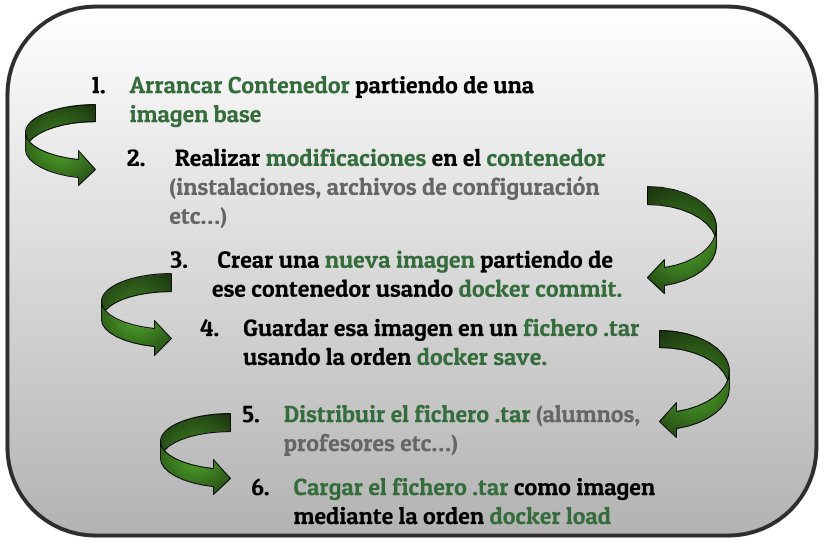 1. Arrancar Contenedor partiendo de una
imagen base
2. Realizar modificaciones en el contenedor
(instalaciones, archivos de configuración
etc...)
3. Crear una nueva imagen partiendo de
ese contenedor usando docker commit.
4. Guardar esa imagen en un fichero .tar
usando la orden docker save.
5. Distribuir el fichero .tar (alumnos,
profesores etc...)
6. Cargar el fichero .tar como imagen
mediante la orden docker load